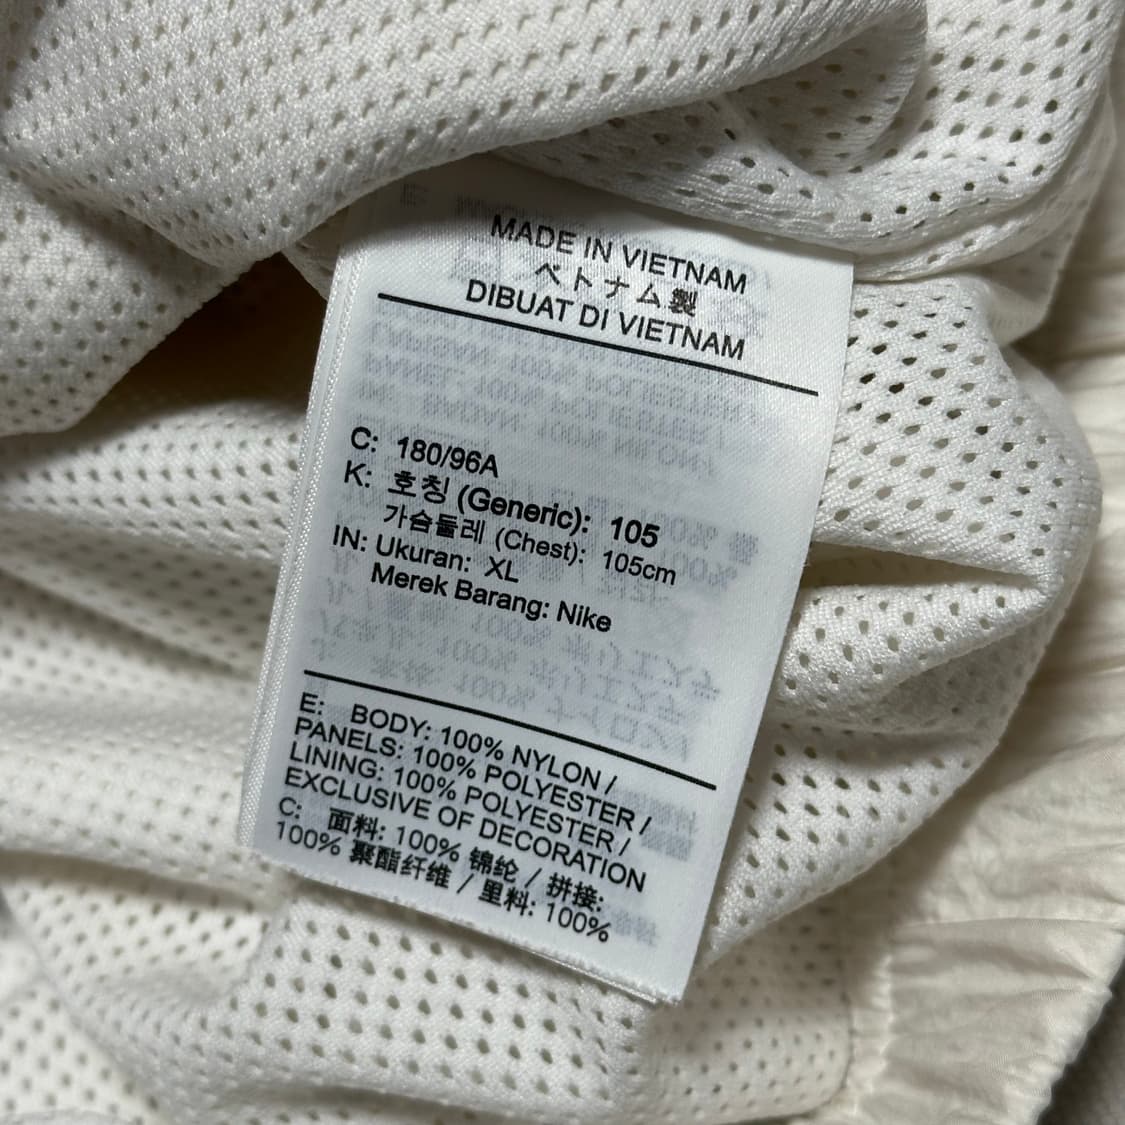 MADE IN VIETNAM
ベトナム製
DIBUAT DI VIETNAM
C: 180/96A
K: 호칭 (Generic): 105
가슴둘레 (Chest): 105cm
IN: Ukuran: XL
Merek Barang: Nike
E: BODY: 100% NYLON /
PANELS: 100% POLYESTER /
LINING: 100% POLYESTER /
EXCLUSIVE OF DECORATION
C: 面料: 100% 锦纶 / 拼接:
100% 聚酯纤维 / 里料: 100%